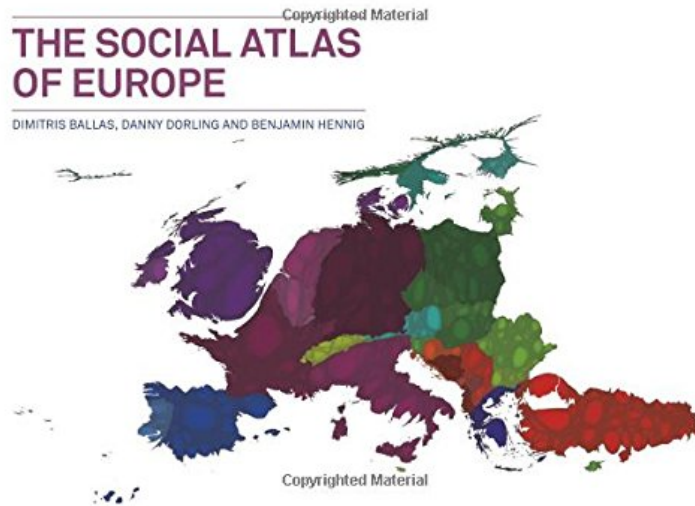 Copyrighted Material
THE SOCIAL ATLAS
OF EUROPE
DIMITRIS BALLAS, DANNY DORLING AND BENJAMIN HENNIG
Copyrighted Material